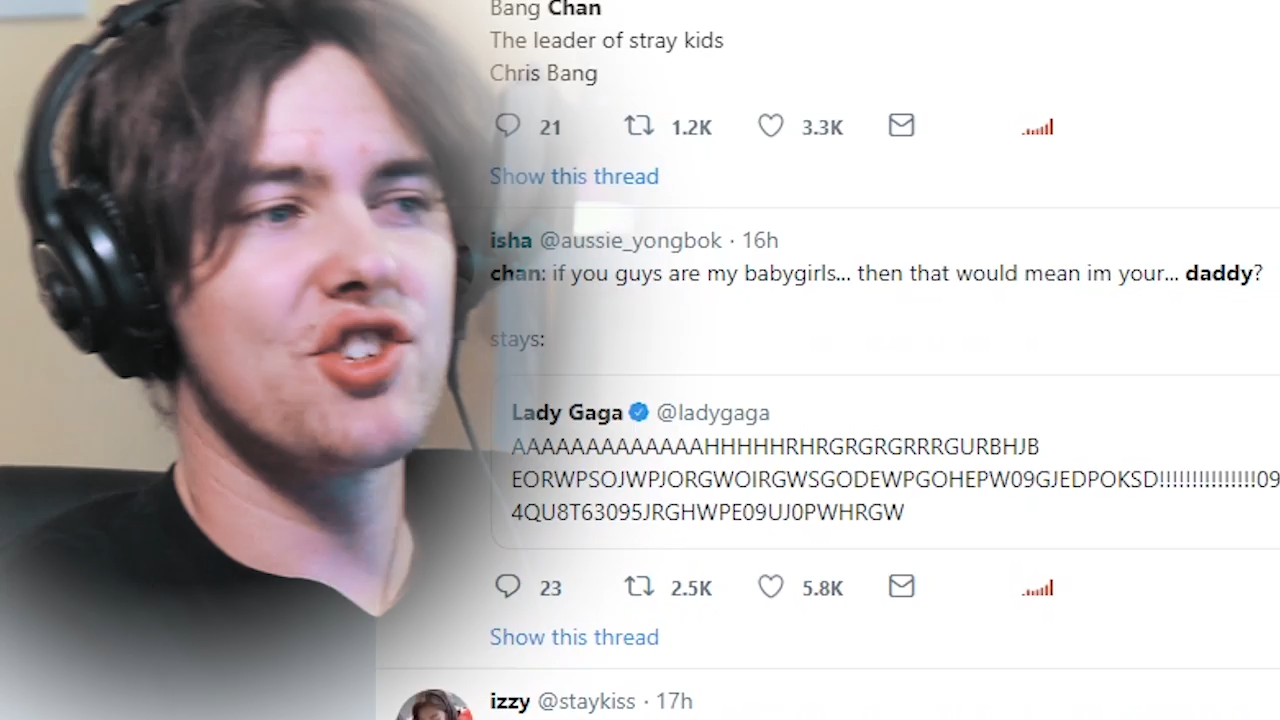 Bang Chan
The leader of stray kids
Chris Bang
21 1.2K 3.3K
Show this thread
isha @aussie_yongbok · 16h
chan: if you guys are my babygirls... then that would mean im your... daddy?
stays:
Lady Gaga @ladygaga
AAAAAAAAAAAAAHHHHHRHRGRGRGRRRGURBHJB
EORWPSOJWPJORGWOIRGWSGODEWPGOHEPW09GJEDPOKSD!!!!!!!!!!!!!!!!09
4QU8T63095JRGHWPE09UJ0PWHRGW
23 2.5K 5.8K
Show this thread
izzy @staykiss · 17h